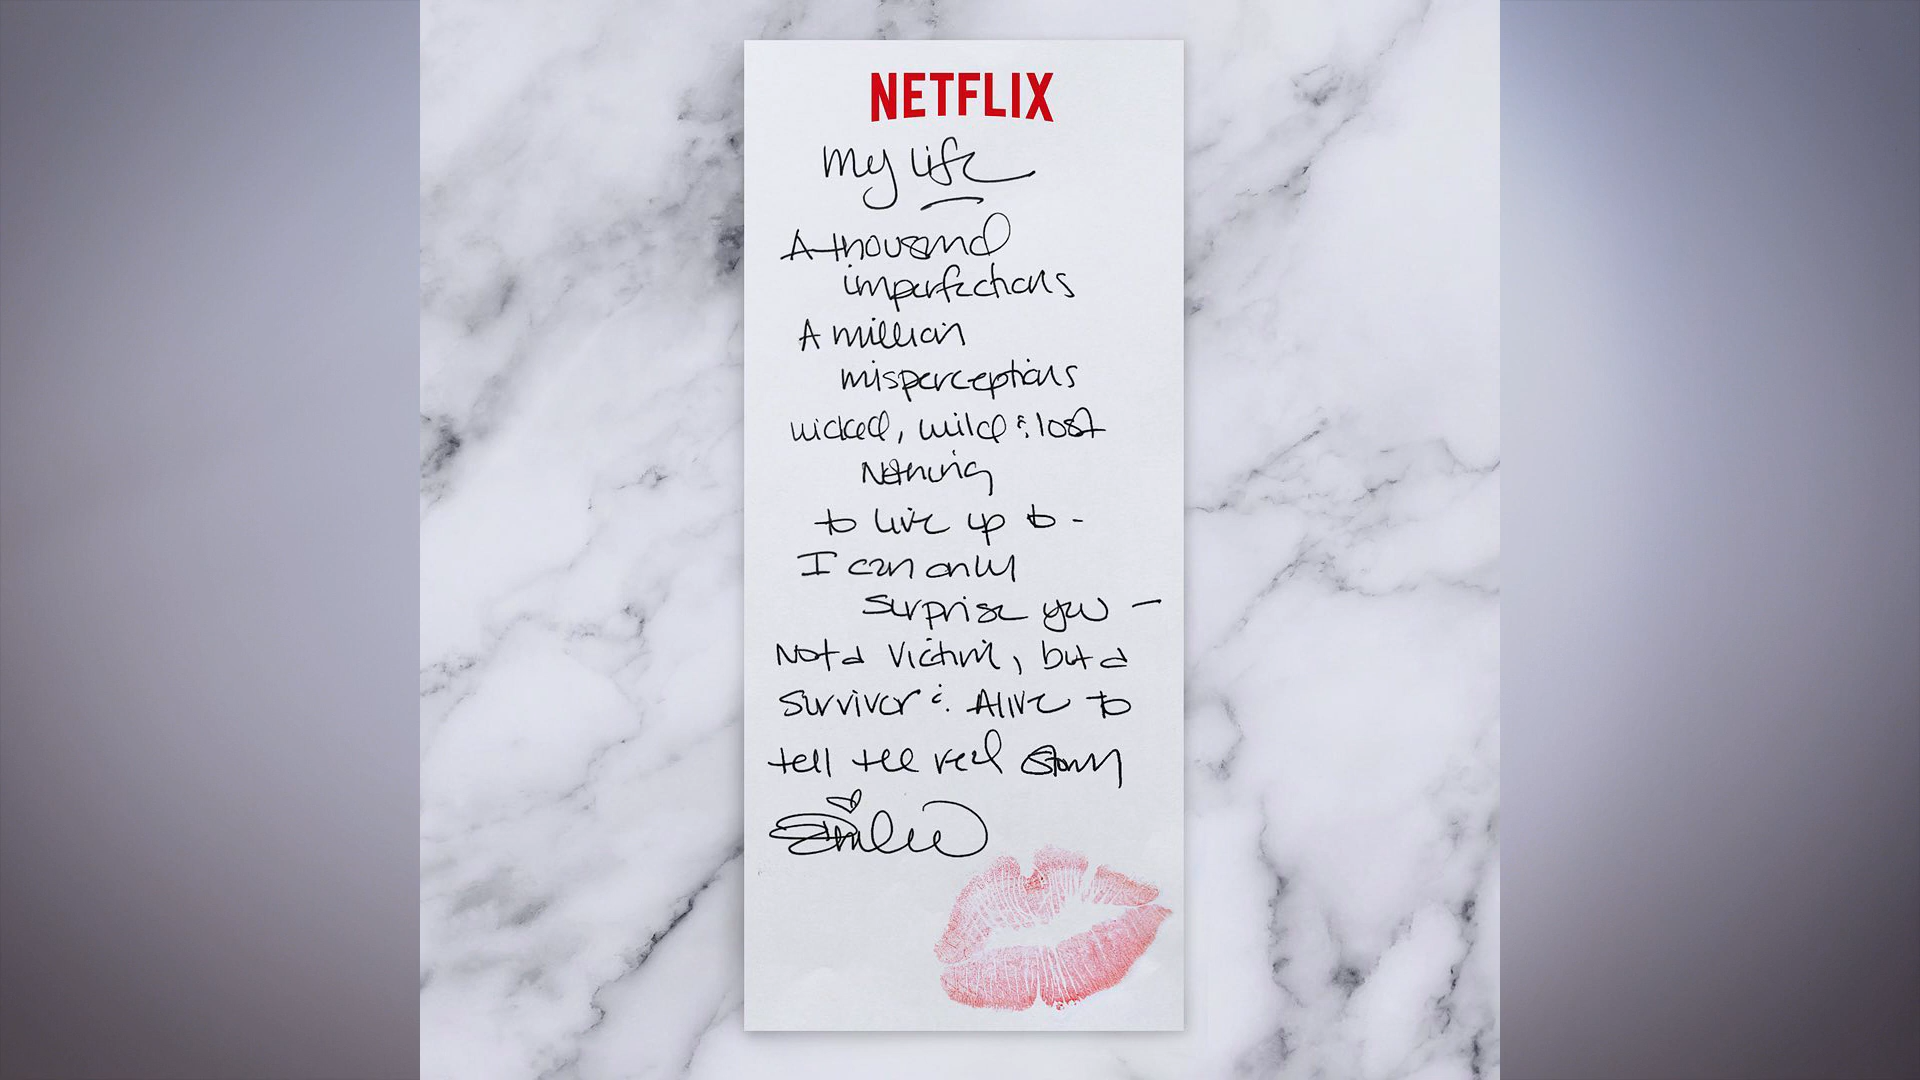 NETFLIX
My life
A thousand
imperfections
A million
misperceptions
wicked, wild & lost
Nothing
to live up to -
I can only
surprise you –
Not a victim, but a
survivor & Alive to
tell the real story